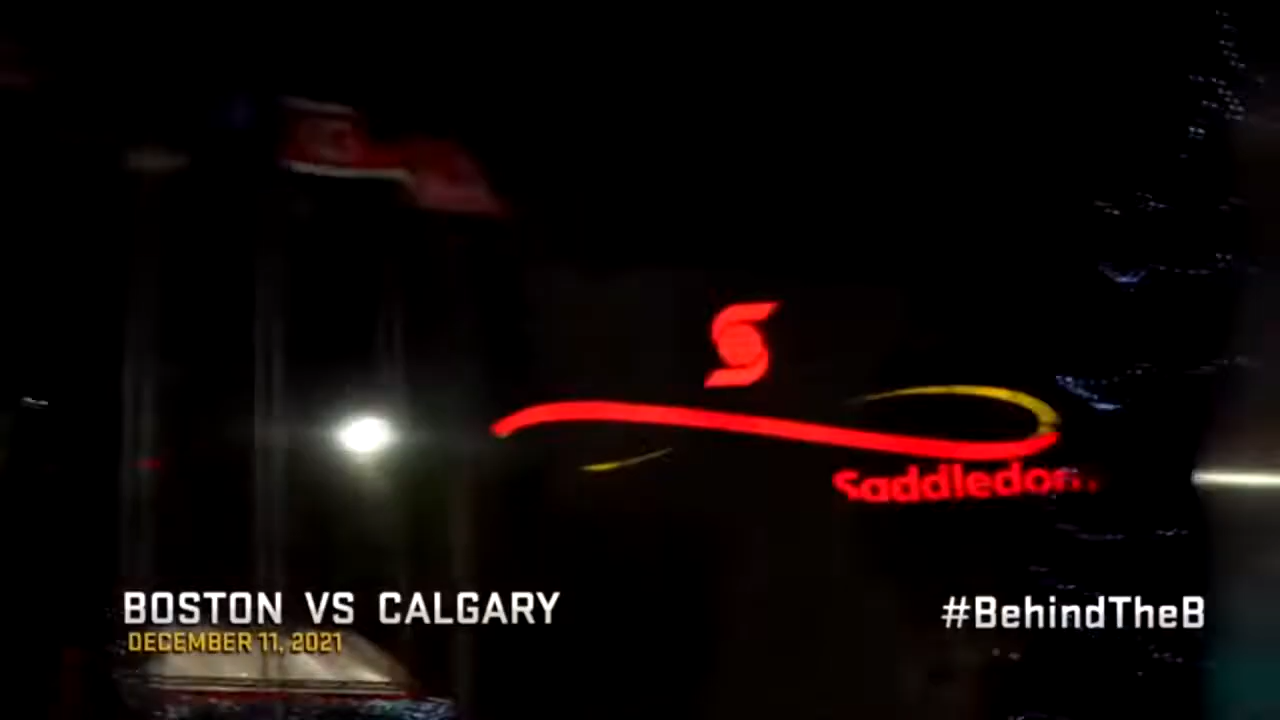 Saddledom
BOSTON VS CALGARY
#BehindTheB
DECEMBER 11, 2021